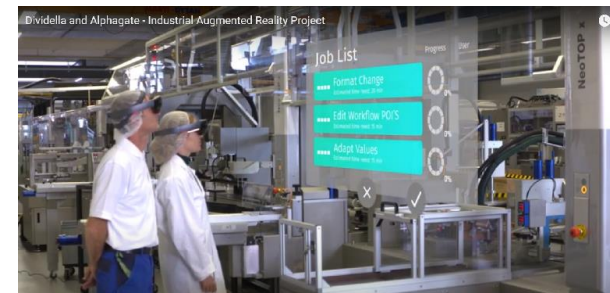 Dividella and Alphagate - Industrial Augmented Reality Project
Job List
Progress
Format Change
0%
Edit Workflow POI'S
0%
Adapt Values
0%
NeoTOP x